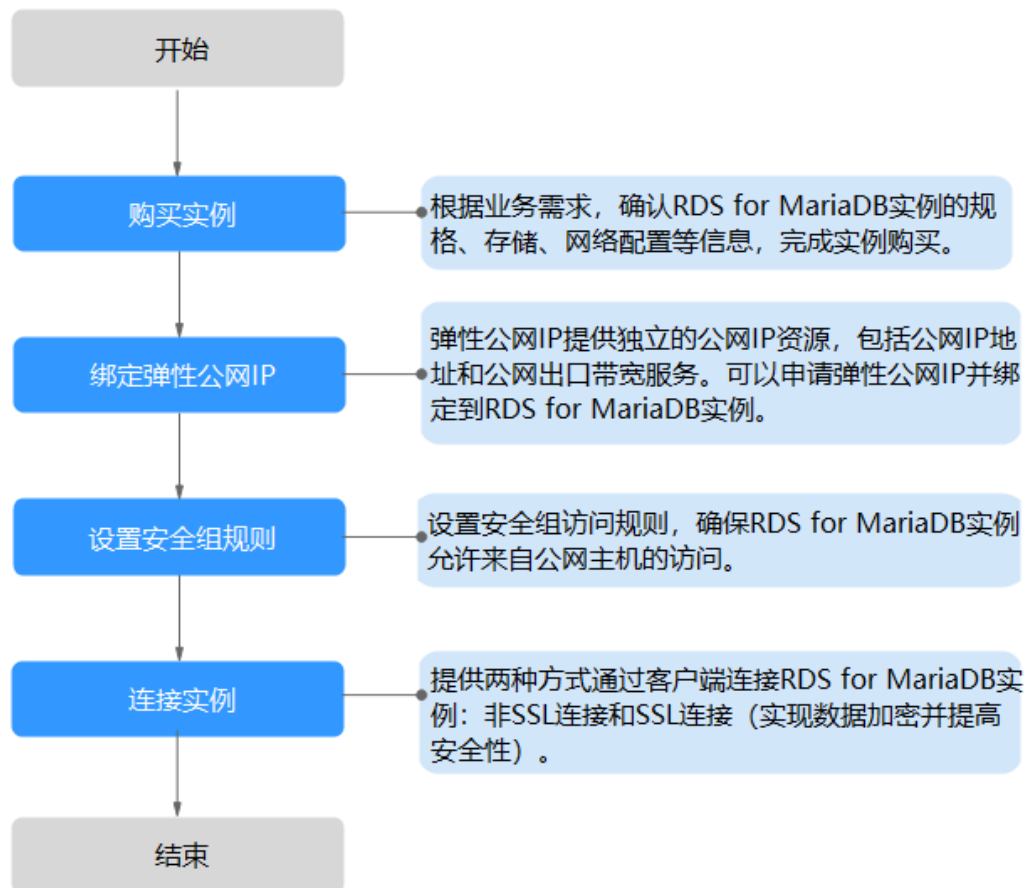 开始
购买实例
根据业务需求，确认RDS for MariaDB实例的规
格、存储、网络配置等信息，完成实例购买。
绑定弹性公网IP
弹性公网IP提供独立的公网IP资源，包括公网IP地
址和公网出口带宽服务。可以申请弹性公网IP并绑
定到RDS for MariaDB实例。
设置安全组规则
设置安全组访问规则，确保RDS for MariaDB实例
允许来自公网主机的访问。
连接实例
提供两种方式通过客户端连接RDS for MariaDB实
例：非SSL连接和SSL连接（实现数据加密并提高
安全性）。
结束